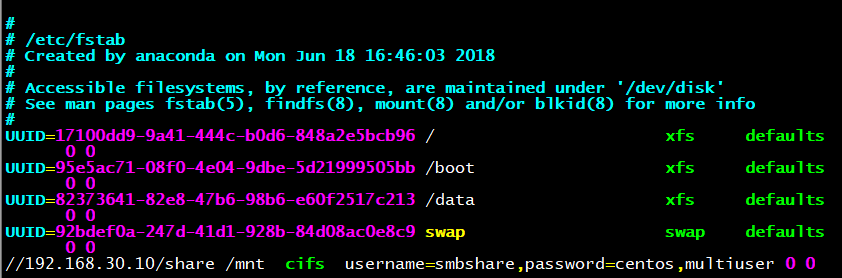 #
# /etc/fstab
# Created by anaconda on Mon Jun 18 16:46:03 2018
#
# Accessible filesystems, by reference, are maintained under '/dev/disk'
# See man pages fstab(5), findfs(8), mount(8) and/or blkid(8) for more info
#
UUID=17100dd9-9a41-444c-b0d6-848a2e5bcb96 / xfs defaults
0 0
UUID=95e5ac71-08f0-4e04-9dbe-5d21999505bb /boot xfs defaults
0 0
UUID=82373641-82e8-47b6-98b6-e60f2517c213 /data xfs defaults
0 0
UUID=92bdef0a-247d-41d1-928b-84d08ac0e8c9 swap swap defaults
0 0
//192.168.30.10/share /mnt cifs username=smbshare,password=centos,multiuser 0 0